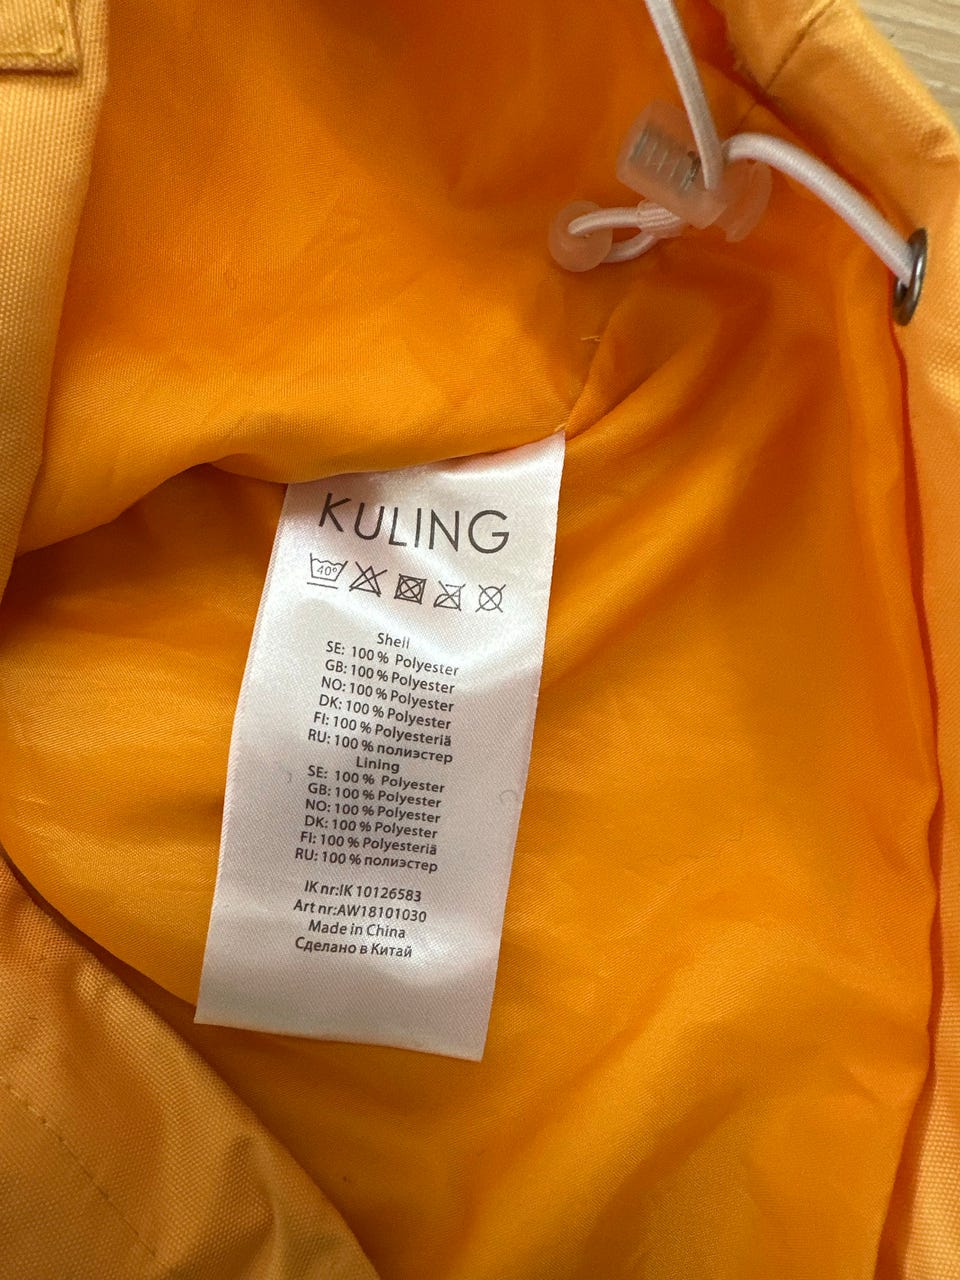 KULING
40°
Shell
SE: 100 % Polyester
GB: 100 % Polyester
NO: 100 % Polyester
DK: 100 % Polyester
FI: 100 % Polyesteriä
RU: 100 % полиэстер
Lining
SE: 100 % Polyester
GB: 100 % Polyester
NO: 100 % Polyester
DK: 100 % Polyester
FI: 100 % Polyesteriä
RU: 100 % полиэстер
IK nr:IK 10126583
Art nr:AW18101030
Made in China
Сделано в Китай